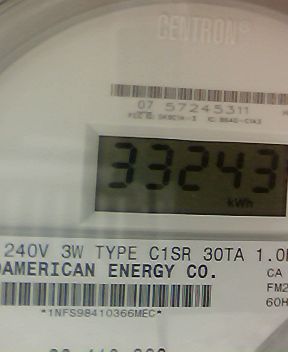 CENTRON®
07 57245311
33243
kWh
240V 3W TYPE C1SR 30TA 1.0
AMERICAN ENERGY CO.
CA
FM2
60H
*1NFS98410366MEC*